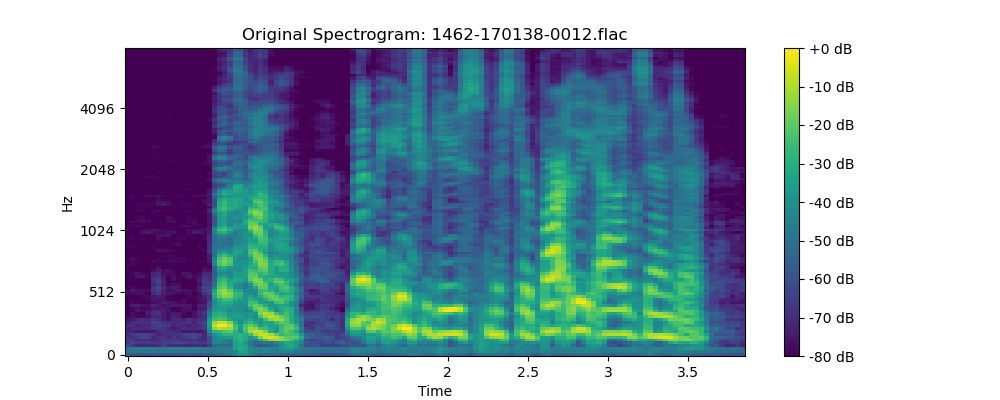 Original Spectrogram: 1462-170138-0012.flac
Hz
4096
2048
1024
512
0
0 0.5 1 1.5 2 2.5 3 3.5
Time
+0 dB
-10 dB
-20 dB
-30 dB
-40 dB
-50 dB
-60 dB
-70 dB
-80 dB